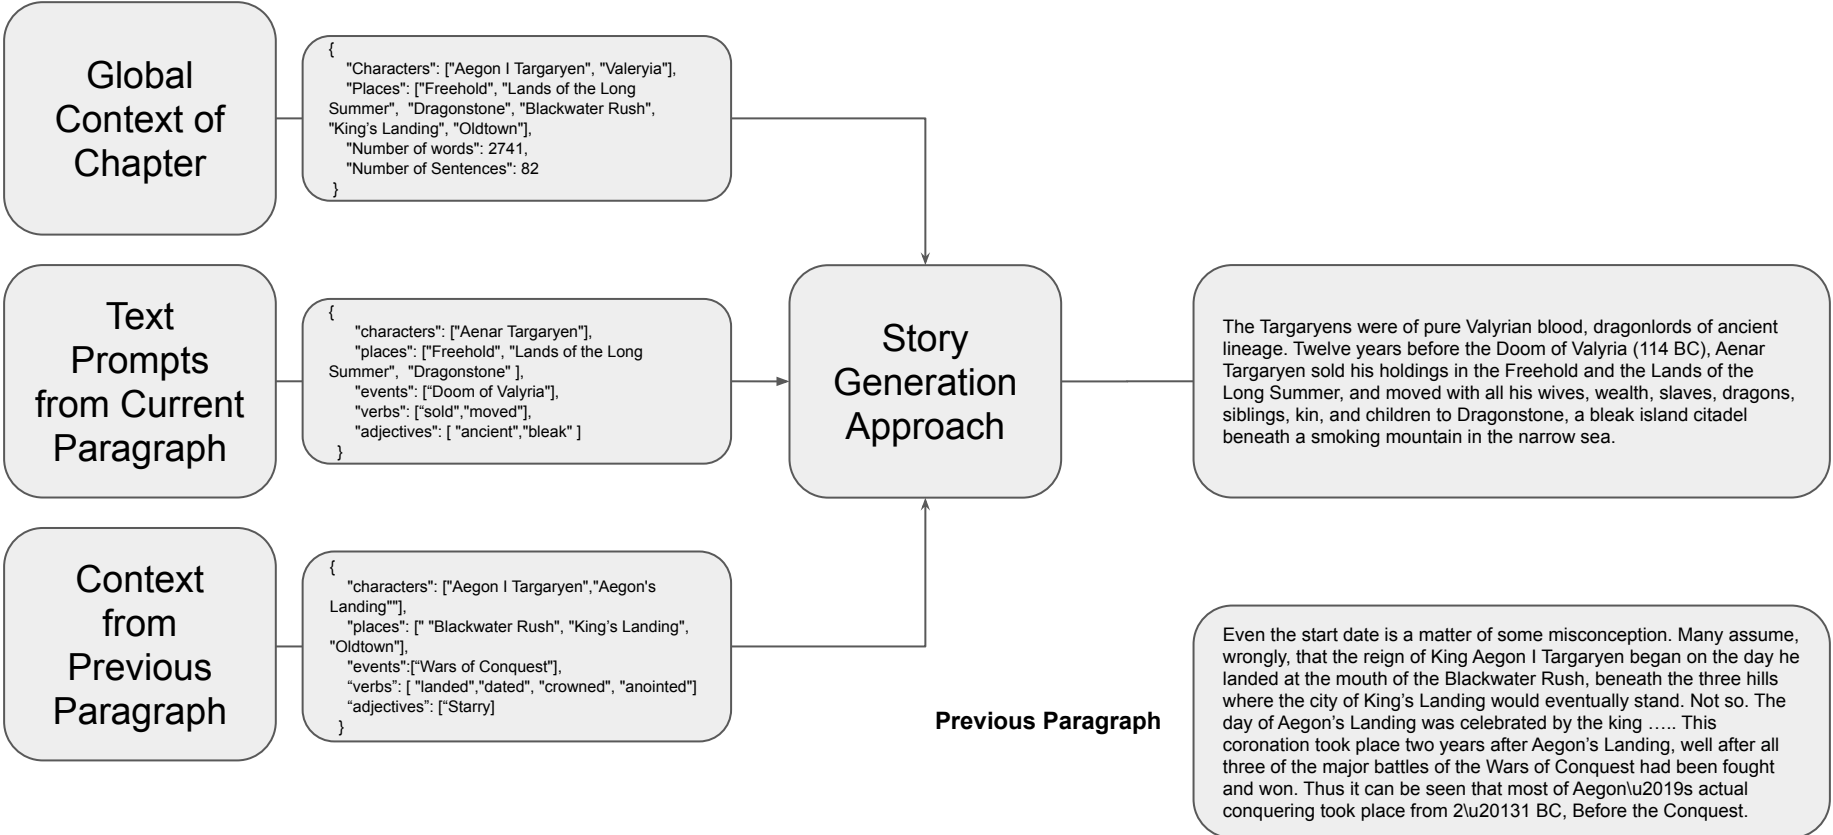 Global
Context of
Chapter
{
"Characters": ["Aegon I Targaryen", "Valeryia"],
"Places": ["Freehold", "Lands of the Long
Summer",  "Dragonstone", "Blackwater Rush",
"King's Landing", "Oldtown"],
"Number of words": 2741,
"Number of Sentences": 82
}
Text
Prompts
from Current
Paragraph
{
"characters": ["Aenar Targaryen"],
"places": ["Freehold", "Lands of the Long
Summer",  "Dragonstone" ],
"events": [“Doom of Valyria"],
"verbs": [“sold”,"moved"],
"adjectives": [ "ancient","bleak" ]
}
Context
from
Previous
Paragraph
{
"characters": ["Aegon I Targaryen","Aegon's
Landing""],
"places": [" "Blackwater Rush", "King’s Landing",
"Oldtown"],
"events":[“Wars of Conquest"],
“verbs”: [ "landed","dated", "crowned", "anointed"]
“adjectives”: [“Starry]
}
Story
Generation
Approach
The Targaryens were of pure Valyrian blood, dragonlords of ancient
lineage. Twelve years before the Doom of Valyria (114 BC), Aenar
Targaryen sold his holdings in the Freehold and the Lands of the
Long Summer, and moved with all his wives, wealth, slaves, dragons,
siblings, kin, and children to Dragonstone, a bleak island citadel
beneath a smoking mountain in the narrow sea.
Previous Paragraph
Even the start date is a matter of some misconception. Many assume,
wrongly, that the reign of King Aegon I Targaryen began on the day he
landed at the mouth of the Blackwater Rush, beneath the three hills
where the city of King’s Landing would eventually stand. Not so. The
day of Aegon’s Landing was celebrated by the king ….. This
coronation took place two years after Aegon’s Landing, well after all
three of the major battles of the Wars of Conquest had been fought
and won. Thus it can be seen that most of Aegon\u2019s actual
conquering took place from 2\u20131 BC, Before the Conquest.